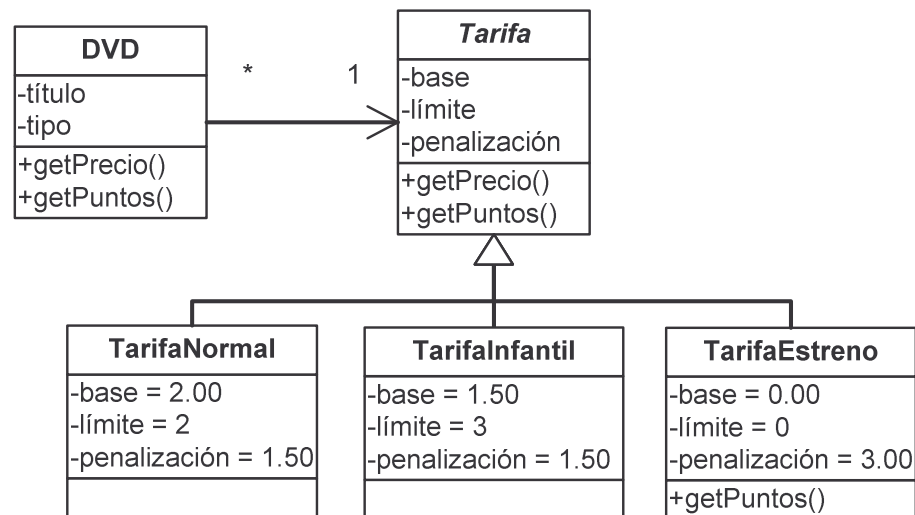 DVD
-título
-tipo
+getPrecio()
+getPuntos()
* 1
Tarifa
-base
-límite
-penalización
+getPrecio()
+getPuntos()
TarifaNormal
-base = 2.00
-límite = 2
-penalización = 1.50
TarifaInfantil
-base = 1.50
-límite = 3
-penalización = 1.50
TarifaEstreno
-base = 0.00
-límite = 0
-penalización = 3.00
+getPuntos()